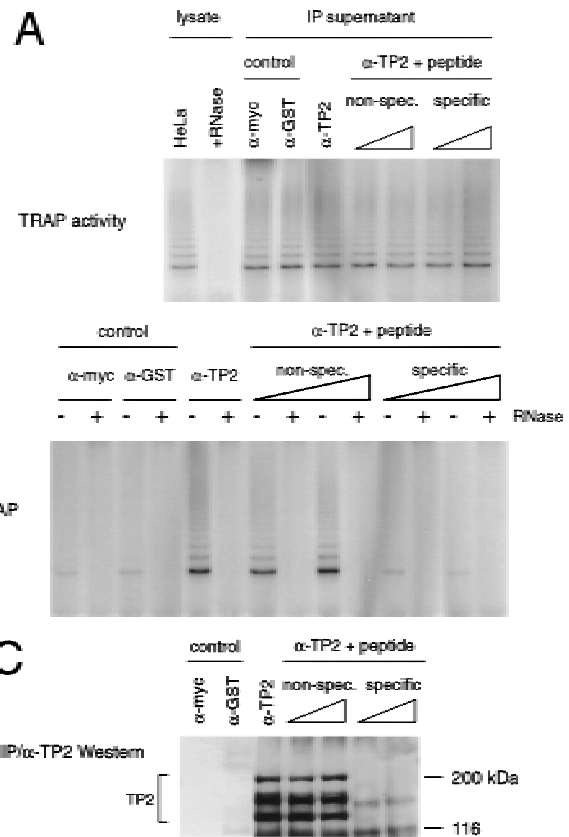 A
lysate IP supernatant
control α-TP2 + peptide
non-spec. specific
HeLa +RNase α-myc α-GST α-TP2
TRAP activity
control α-TP2 + peptide
α-myc α-GST α-TP2 non-spec. specific
- + - + - + - + - + - + - + RNase
AP
C
control α-TP2 + peptide
α-myc α-GST α-TP2 non-spec. specific
IP/α-TP2 Western
TP2
200 kDa
116